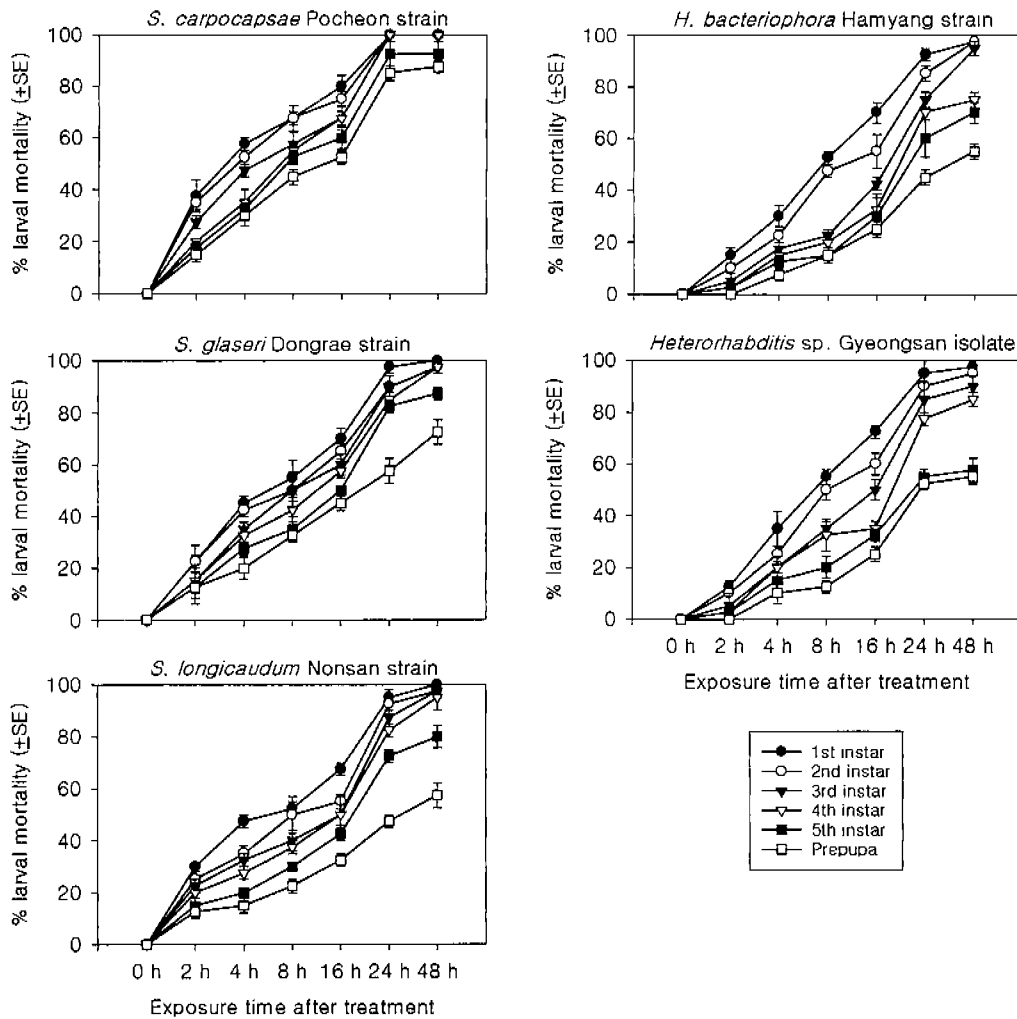 S. carpocapsae Pocheon strain
% larval mortality (±SE)
100
80
60
40
20
0
H. bacteriophora Hamyang strain
% larval mortality (±SE)
100
80
60
40
20
0
S. glaseri Dongrae strain
% larval mortality (±SE)
100
80
60
40
20
0
Heterorhabditis sp. Gyeongsan isolate
% larval mortality (±SE)
100
80
60
40
20
0
0 h 2 h 4 h 8 h 16 h 24 h 48 h
Exposure time after treatment
S. longicaudum Nonsan strain
% larval mortality (±SE)
100
80
60
40
20
0
0 h 2 h 4 h 8 h 16 h 24 h 48 h
Exposure time after treatment
1st instar
2nd instar
3rd instar
4th instar
5th instar
Prepupa